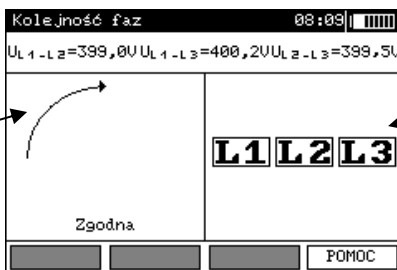 Kolejność faz 08:09
UL1-L2=399,0V UL1-L3=400,2V UL2-L3=399,5V
L1 L2 L3
Zgodna
POMOC